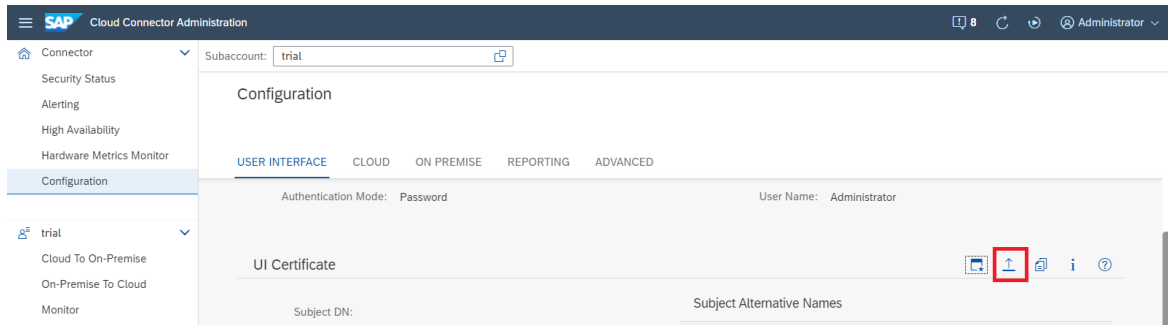 SAP Cloud Connector Administration 8 Administrator
Connector
Subaccount: trial
Security Status
Configuration
Alerting
High Availability
Hardware Metrics Monitor
USER INTERFACE CLOUD ON PREMISE REPORTING ADVANCED
Configuration
Authentication Mode: Password User Name: Administrator
trial
Cloud To On-Premise
UI Certificate
On-Premise To Cloud
Subject Alternative Names
Monitor
Subject DN: